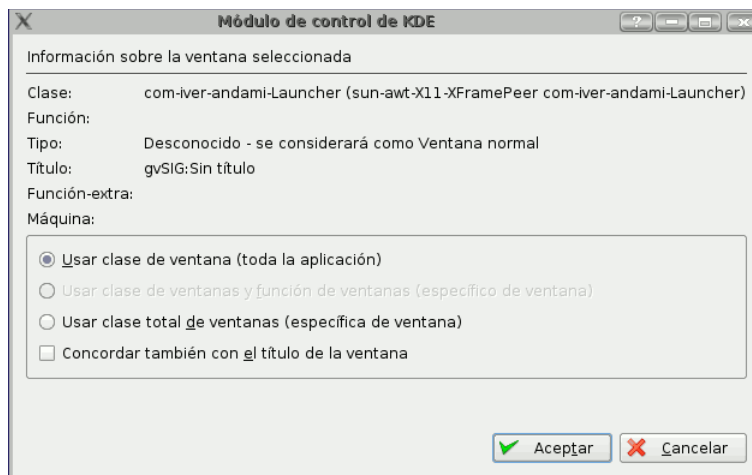 Módulo de control de KDE
Información sobre la ventana seleccionada
Clase: com-iver-andami-Launcher (sun-awt-X11-XFramePeer com-iver-andami-Launcher)
Función:
Tipo: Desconocido - se considerará como Ventana normal
Título: gvSIG:Sin título
Función-extra:
Máquina:
Usar clase de ventana (toda la aplicación)
Usar clase de ventanas y función de ventanas (específico de ventana)
Usar clase total de ventanas (específica de ventana)
Concordar también con el título de la ventana
Aceptar Cancelar